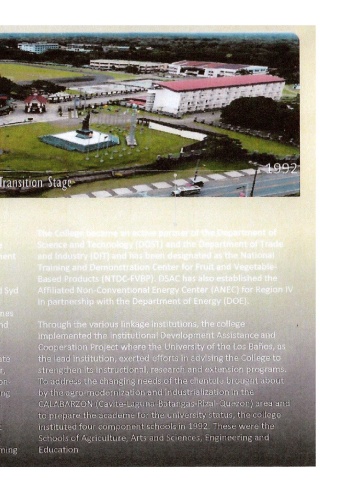 1992
Transition Stage
The College became an active partner of the Department of
Science and Technology (DOST) and the Department of Trade
and Industry (DTI) and has been designated as the National
Training and Demonstration Center for Fruit and Vegetable-
Based Products (NTDC-FVBP). DSAC has also established the
Affiliated Non-Conventional Energy Center (ANEC) for Region IV
in partnership with the Department of Energy (DOE).
Through the various linkage institutions, the college
implemented the Institutional Development Assistance and
Cooperation Project where the University of the Los Baños, as
the lead institution, exerted efforts in advising the College to
strengthen its instructional, research and extension programs.
To address the changing needs of the clientele brought about
by the agro-modernization and industrialization in the
CALABARZON (Cavite-Laguna-Batangas-Rizal-Quezon) area and
to prepare the academe for the university status, the college
instituted four component schools in 1992. These were the
Schools of Agriculture, Arts and Sciences, Engineering and
Education